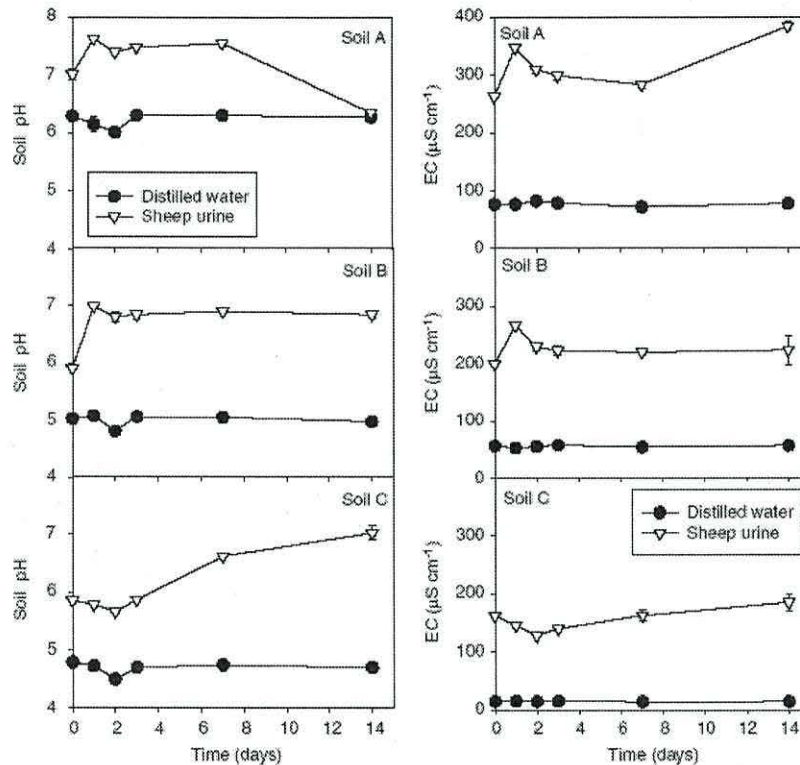 8
7
6
5
4
Soil pH
Soil A
Distilled water
Sheep urine
400
300
200
100
0
EC (µS cm⁻¹)
Soil A
7
6
5
4
Soil pH
Soil B
300
200
100
0
EC (µS cm⁻¹)
Soil B
7
6
5
4
Soil pH
Soil C
0 2 4 6 8 10 12 14
Time (days)
300
200
100
0
EC (µS cm⁻¹)
Soil C
Distilled water
Sheep urine
0 2 4 6 8 10 12 14
Time (days)